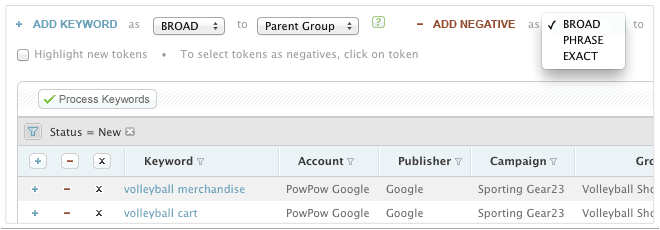 + ADD KEYWORD as BROAD to Parent Group ? − ADD NEGATIVE as ✓ BROAD to
PHRASE
EXACT
Highlight new tokens • To select tokens as negatives, click on token
Process Keywords
Status = New x
+ − x Keyword Account Publisher Campaign Gro
+ − x volleyball merchandise PowPow Google Google Sporting Gear23 Volleyball Sho
+ − x volleyball cart PowPow Google Google Sporting Gear23 Volleyball Sho